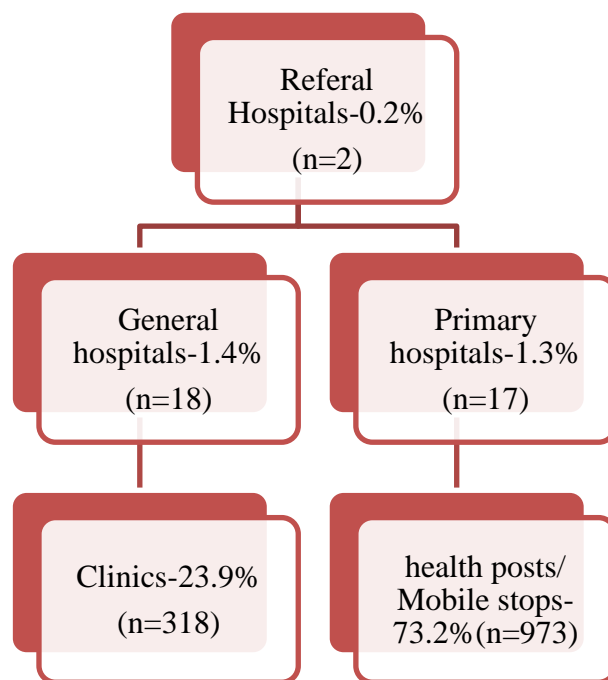 Referal
Hospitals-0.2%
(n=2)
General
hospitals-1.4%
(n=18)
Primary
hospitals-1.3%
(n=17)
Clinics-23.9%
(n=318)
health posts/
Mobile stops-
73.2%(n=973)